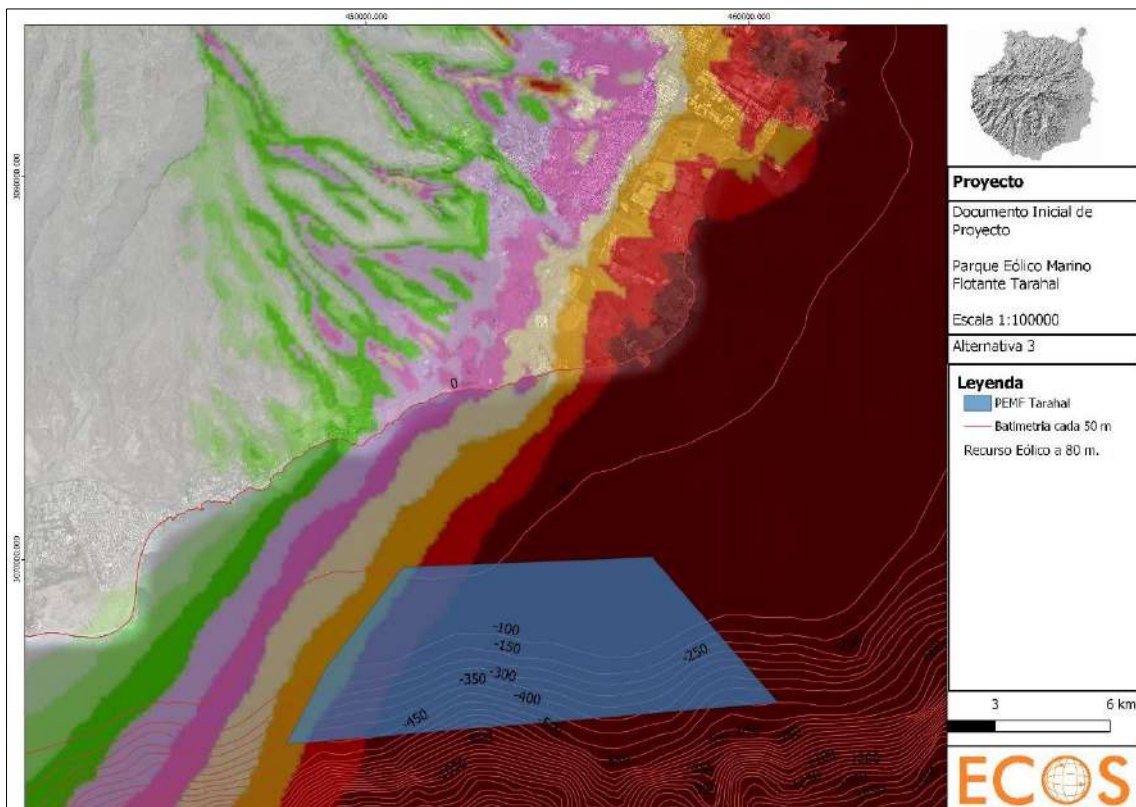 450000.000
460000.000
3080000.000
3070000.000
0
-100
-150
-250
-300
-350
-400
-450
Proyecto
Documento Inicial de
Proyecto
Parque Eólico Marino
Flotante Tarahal
Escala 1:100000
Alternativa 3
Leyenda
PEMF Tarahal
Batimetria cada 50 m
Recurso Eólico a 80 m.
3
6 km
ECOS